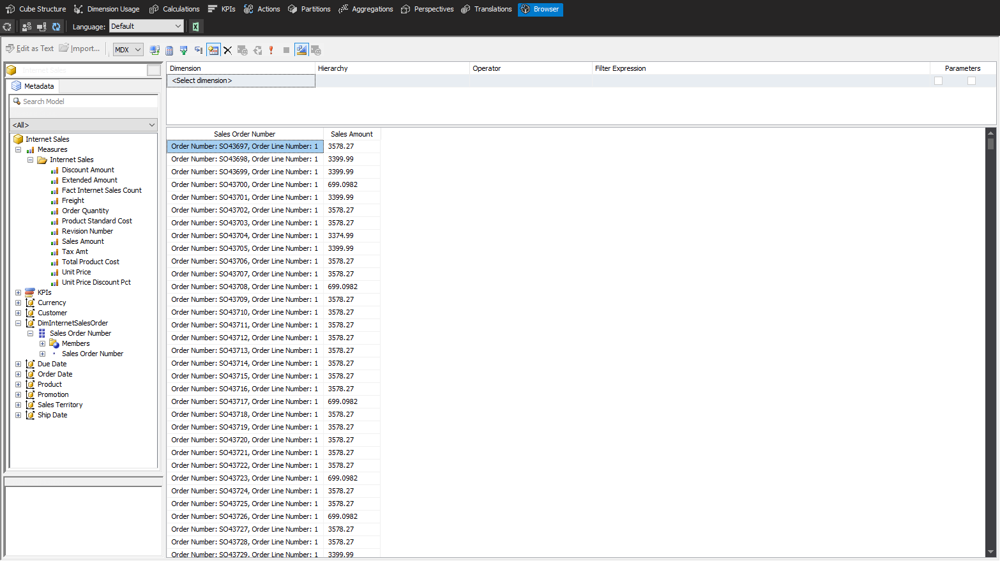 Cube Structure Dimension Usage Calculations KPIs Actions Partitions Aggregations Perspectives Translations Browser
Language: Default
Edit as Text Import... MDX
Internet Sales
Metadata
Search Model
<All>
Internet Sales
Measures
Internet Sales
Discount Amount
Extended Amount
Fact Internet Sales Count
Freight
Order Quantity
Product Standard Cost
Revision Number
Sales Amount
Tax Amt
Total Product Cost
Unit Price
Unit Price Discount Pct
KPIs
Currency
Customer
DimInternetSalesOrder
Sales Order Number
Members
Sales Order Number
Due Date
Order Date
Product
Promotion
Sales Territory
Ship Date
Dimension Hierarchy Operator Filter Expression Parameters
<Select dimension>
Sales Order Number Sales Amount
Order Number: SO43697, Order Line Number: 1 3578.27
Order Number: SO43698, Order Line Number: 1 3399.99
Order Number: SO43699, Order Line Number: 1 3399.99
Order Number: SO43700, Order Line Number: 1 699.0982
Order Number: SO43701, Order Line Number: 1 3399.99
Order Number: SO43702, Order Line Number: 1 3578.27
Order Number: SO43703, Order Line Number: 1 3578.27
Order Number: SO43704, Order Line Number: 1 3374.99
Order Number: SO43705, Order Line Number: 1 3399.99
Order Number: SO43706, Order Line Number: 1 3578.27
Order Number: SO43707, Order Line Number: 1 3578.27
Order Number: SO43708, Order Line Number: 1 699.0982
Order Number: SO43709, Order Line Number: 1 3578.27
Order Number: SO43710, Order Line Number: 1 3578.27
Order Number: SO43711, Order Line Number: 1 3578.27
Order Number: SO43712, Order Line Number: 1 3578.27
Order Number: SO43713, Order Line Number: 1 3578.27
Order Number: SO43714, Order Line Number: 1 3578.27
Order Number: SO43715, Order Line Number: 1 3578.27
Order Number: SO43716, Order Line Number: 1 3578.27
Order Number: SO43717, Order Line Number: 1 699.0982
Order Number: SO43718, Order Line Number: 1 3578.27
Order Number: SO43719, Order Line Number: 1 3578.27
Order Number: SO43720, Order Line Number: 1 3578.27
Order Number: SO43721, Order Line Number: 1 3578.27
Order Number: SO43722, Order Line Number: 1 3578.27
Order Number: SO43723, Order Line Number: 1 699.0982
Order Number: SO43724, Order Line Number: 1 3578.27
Order Number: SO43725, Order Line Number: 1 3578.27
Order Number: SO43726, Order Line Number: 1 699.0982
Order Number: SO43727, Order Line Number: 1 3578.27
Order Number: SO43728, Order Line Number: 1 3578.27
Order Number: SO43729, Order Line Number: 1 3399.99